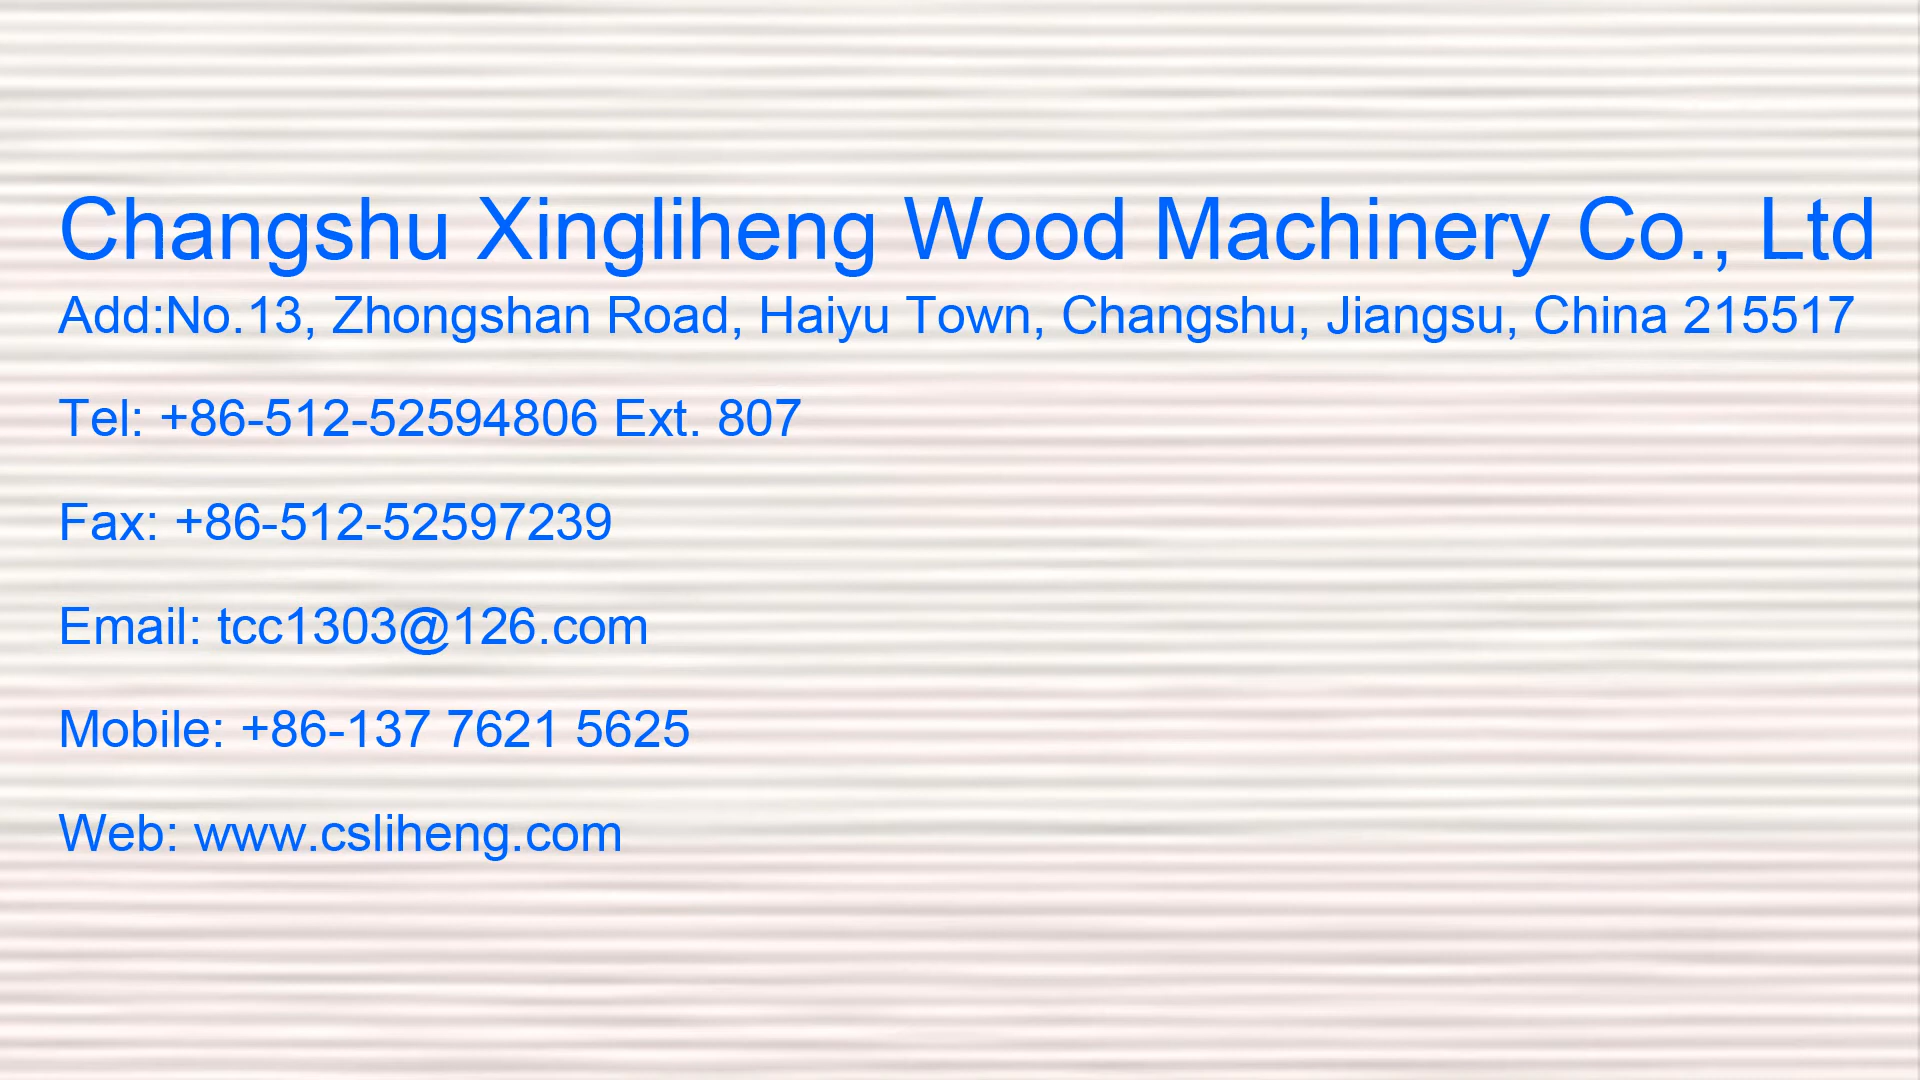 Changshu Xingliheng Wood Machinery Co., Ltd
Add:No.13, Zhongshan Road, Haiyu Town, Changshu, Jiangsu, China 215517
Tel: +86-512-52594806 Ext. 807
Fax: +86-512-52597239
Email: tcc1303@126.com
Mobile: +86-137 7621 5625
Web: www.csliheng.com